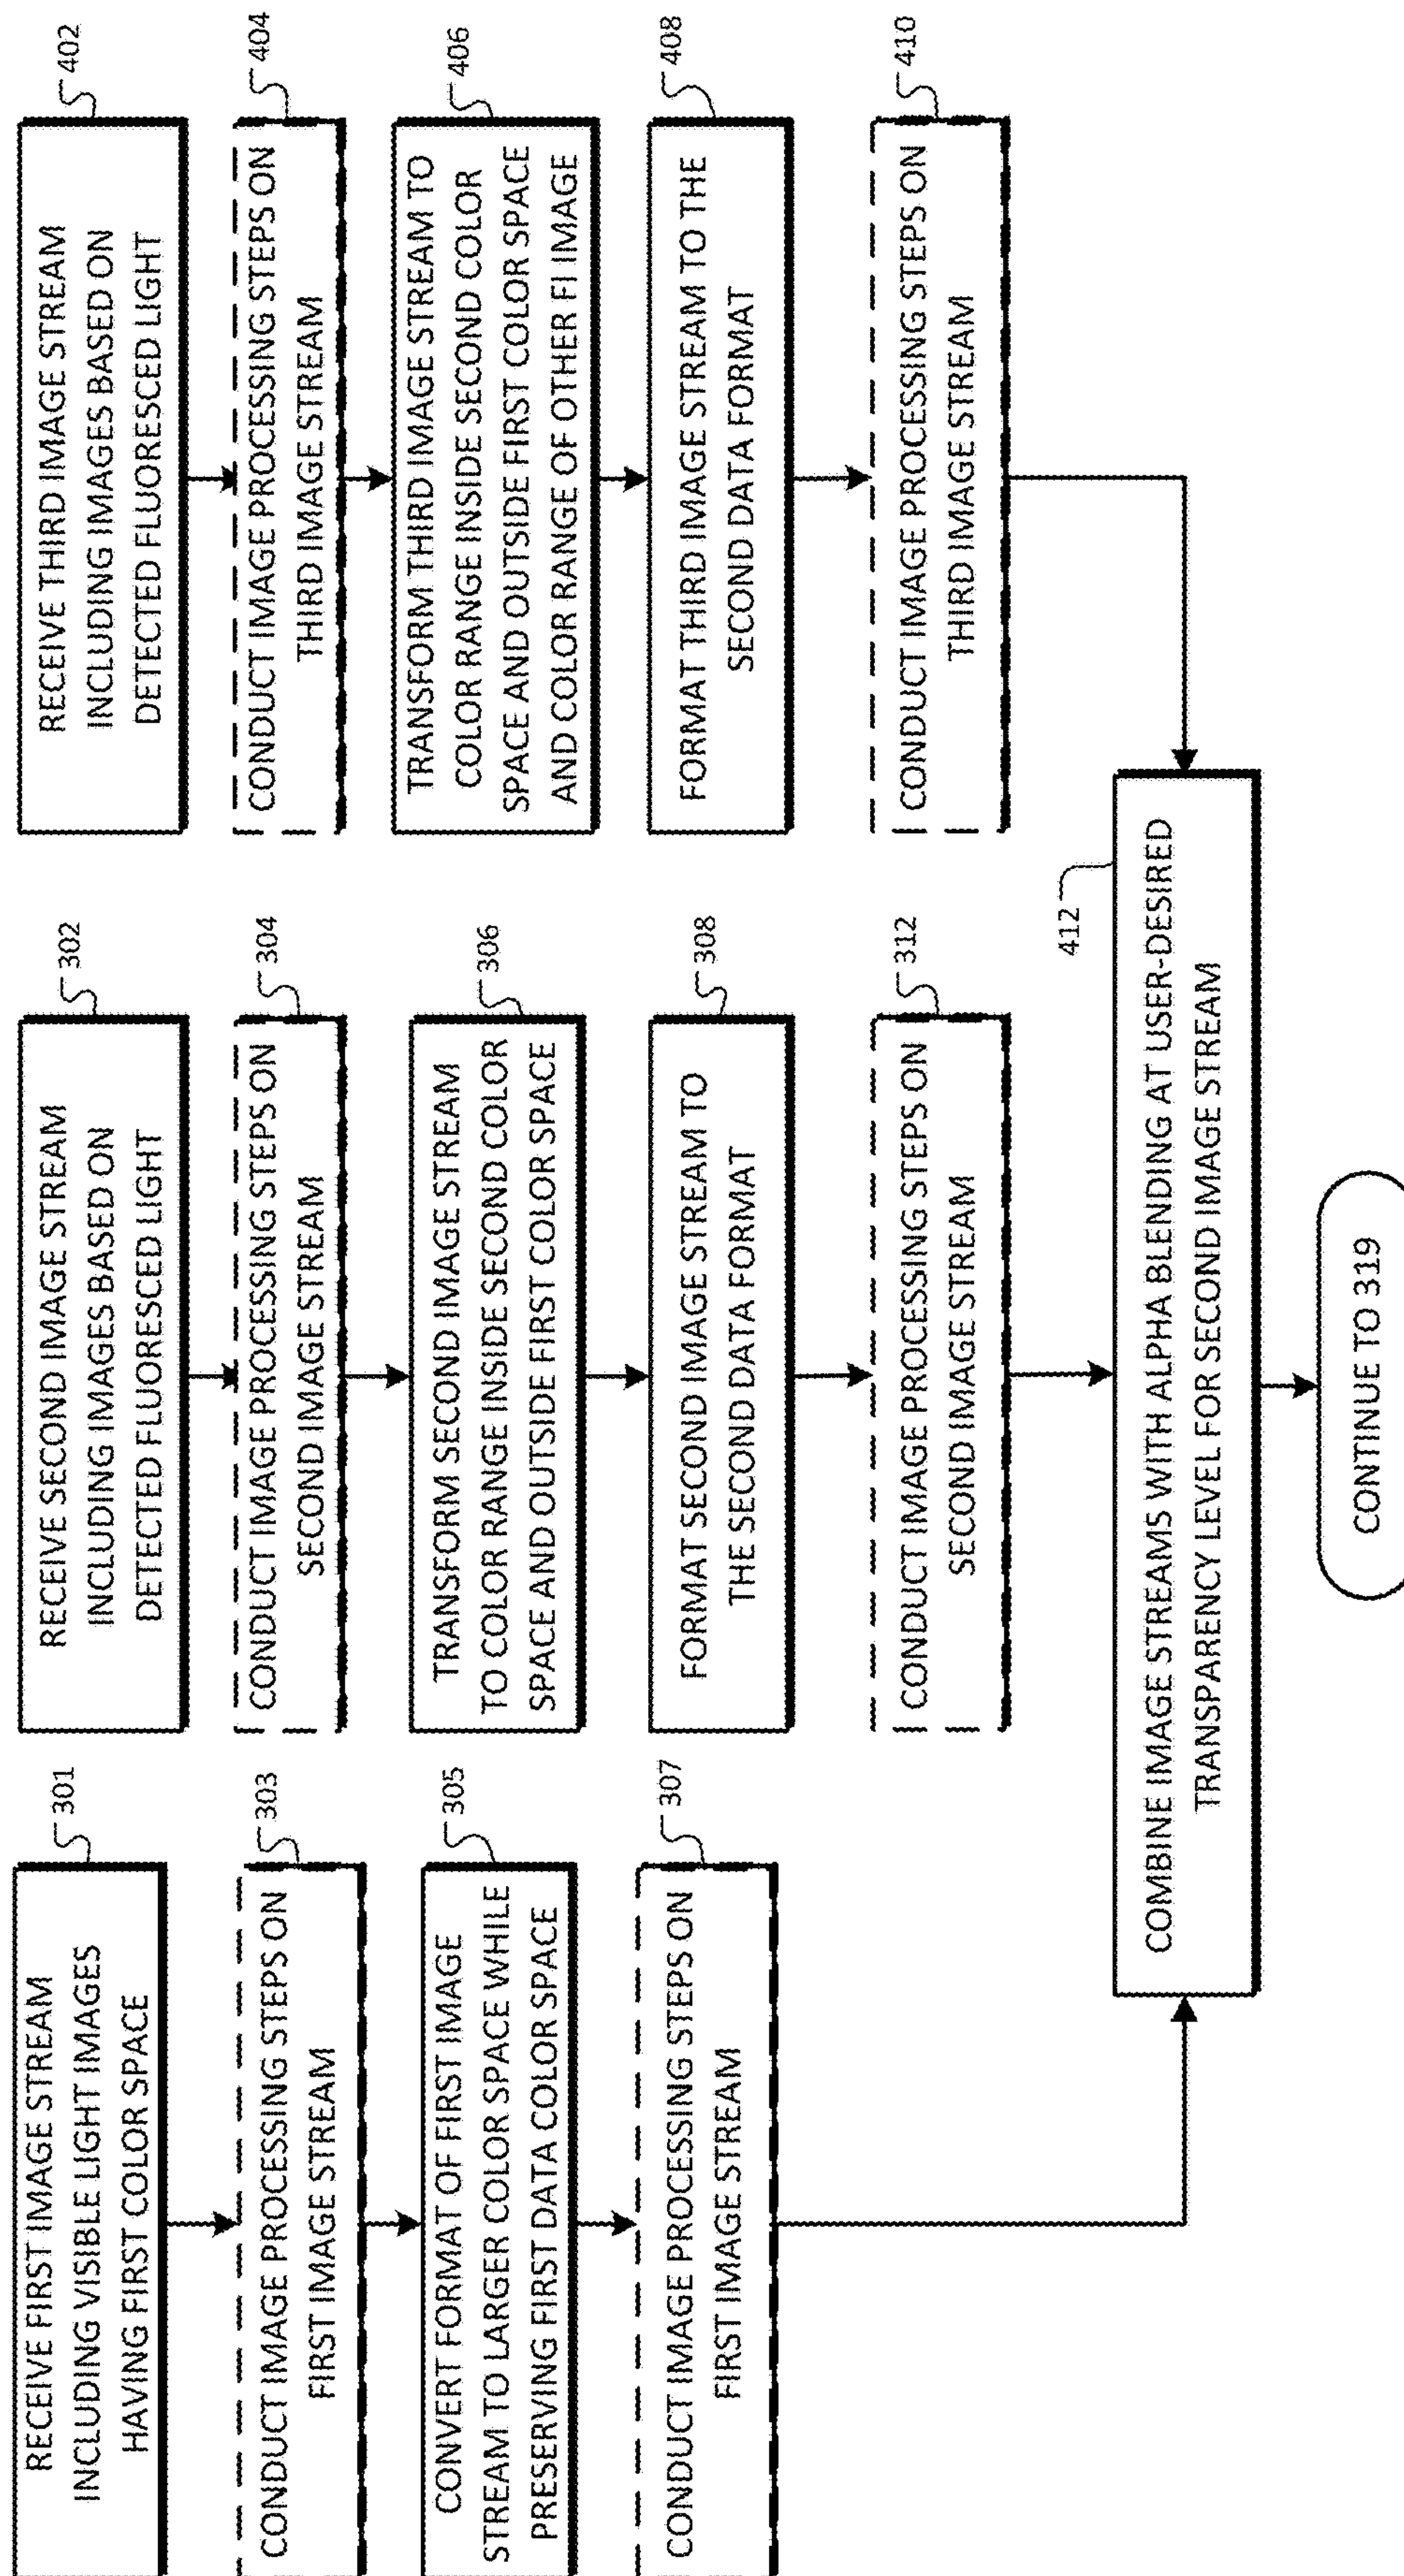 RECEIVE FIRST IMAGE STREAM
INCLUDING VISIBLE LIGHT IMAGES
HAVING FIRST COLOR SPACE
301
CONDUCT IMAGE PROCESSING STEPS ON
FIRST IMAGE STREAM
303
CONVERT FORMAT OF FIRST IMAGE
STREAM TO LARGER COLOR SPACE WHILE
PRESERVING FIRST DATA COLOR SPACE
305
CONDUCT IMAGE PROCESSING STEPS ON
FIRST IMAGE STREAM
307
RECEIVE SECOND IMAGE STREAM
INCLUDING IMAGES BASED ON
DETECTED FLUORESCED LIGHT
302
CONDUCT IMAGE PROCESSING STEPS ON
SECOND IMAGE STREAM
304
TRANSFORM SECOND IMAGE STREAM
TO COLOR RANGE INSIDE SECOND COLOR
SPACE AND OUTSIDE FIRST COLOR SPACE
306
FORMAT SECOND IMAGE STREAM TO
THE SECOND DATA FORMAT
308
CONDUCT IMAGE PROCESSING STEPS ON
SECOND IMAGE STREAM
312
RECEIVE THIRD IMAGE STREAM
INCLUDING IMAGES BASED ON
DETECTED FLUORESCED LIGHT
402
CONDUCT IMAGE PROCESSING STEPS ON
THIRD IMAGE STREAM
404
TRANSFORM THIRD IMAGE STREAM TO
COLOR RANGE INSIDE SECOND COLOR
SPACE AND OUTSIDE FIRST COLOR SPACE
AND COLOR RANGE OF OTHER FI IMAGE
406
FORMAT THIRD IMAGE STREAM TO THE
SECOND DATA FORMAT
408
CONDUCT IMAGE PROCESSING STEPS ON
THIRD IMAGE STREAM
410
412
COMBINE IMAGE STREAMS WITH ALPHA BLENDING AT USER-DESIRED
TRANSPARENCY LEVEL FOR SECOND IMAGE STREAM
CONTINUE TO 319